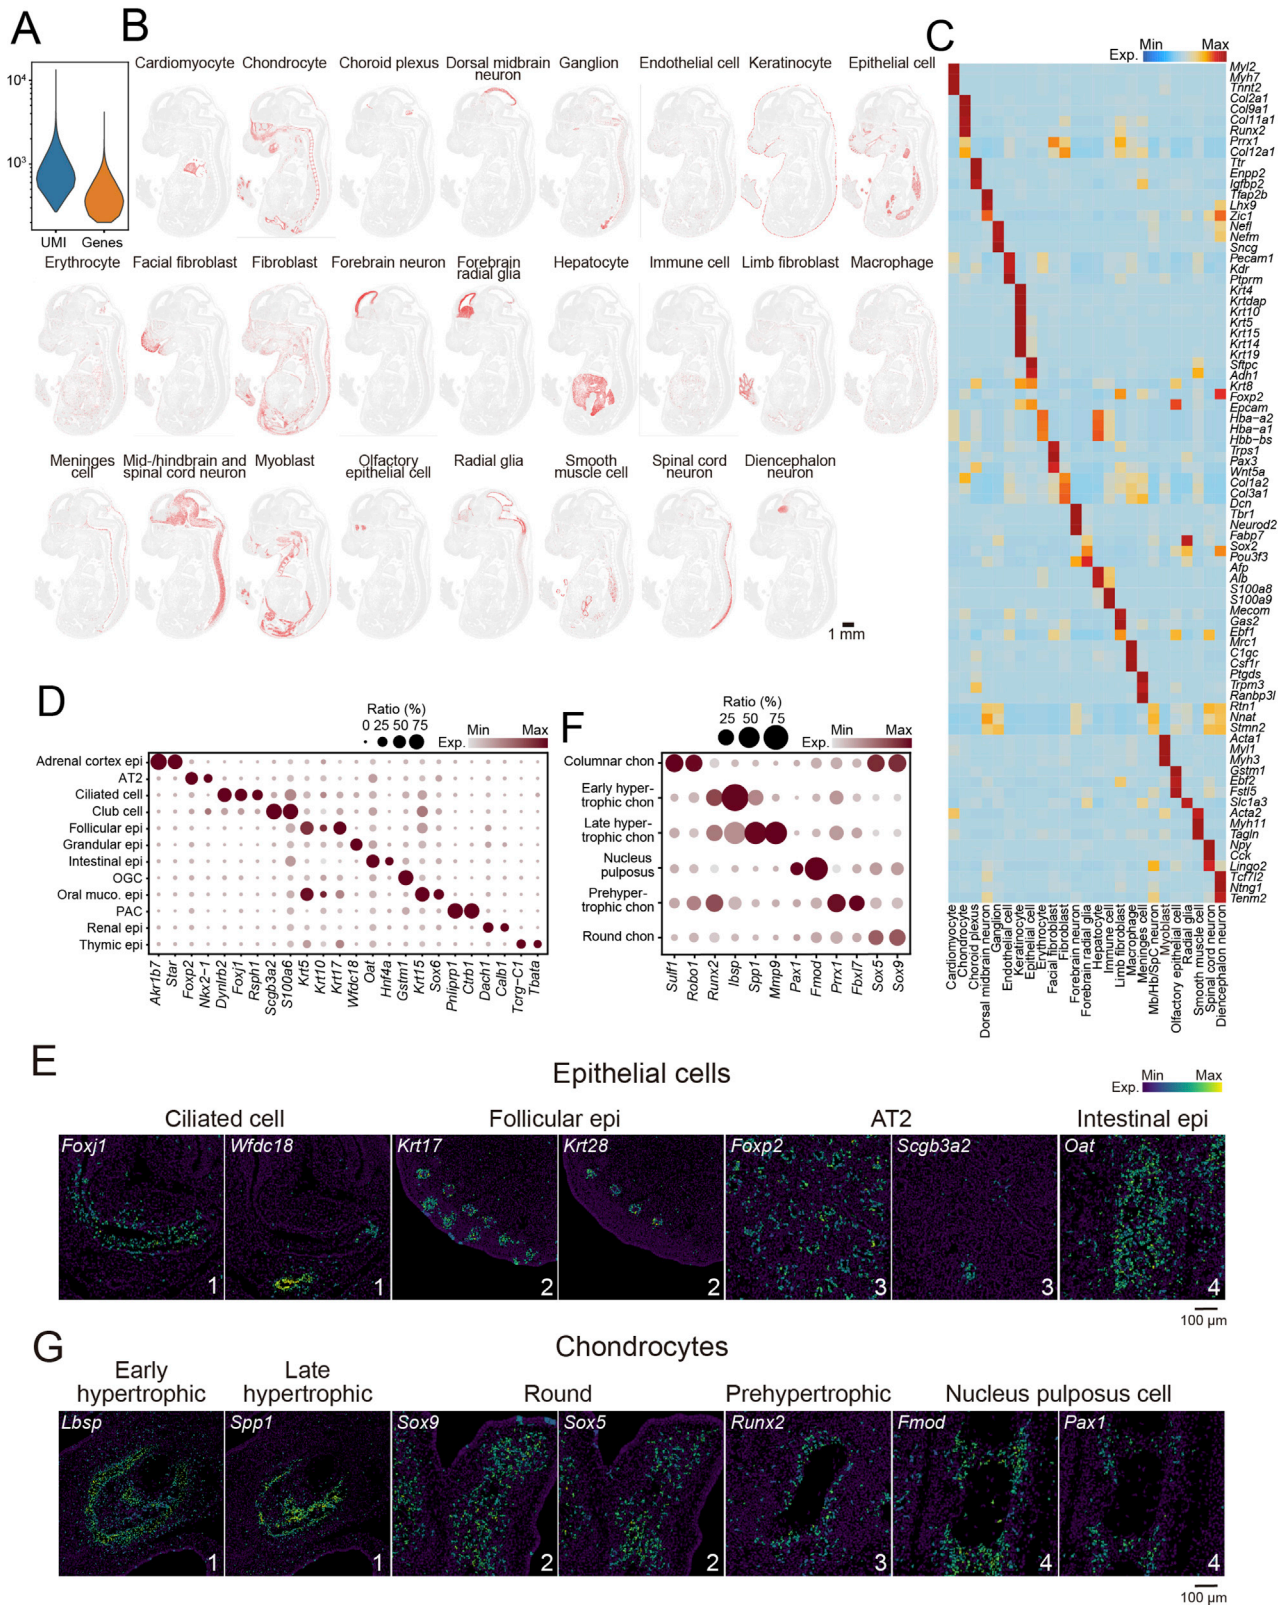 A
B
C
10⁴
10³
UMI Genes
Cardiomyocyte Chondrocyte Choroid plexus Dorsal midbrain neuron Ganglion Endothelial cell Keratinocyte Epithelial cell
Erythrocyte Facial fibroblast Fibroblast Forebrain neuron Forebrain radial glia Hepatocyte Immune cell Limb fibroblast Macrophage
Meninges cell Mid-/hindbrain and spinal cord neuron Myoblast Olfactory epithelial cell Radial glia Smooth muscle cell Spinal cord neuron Diencephalon neuron
1 mm
Min Max
Exp.
Myl2
Myh7
Tnnt2
Col2a1
Col9a1
Col11a1
Runx2
Prrx1
Col12a1
Ttr
Enpp2
Igfbp2
Tfap2b
Lhx9
Zic1
Nefl
Nefm
Sncg
Pecam1
Kdr
Ptprm
Krt4
Krtdap
Krt10
Krt5
Krt15
Krt14
Krt19
Sftpc
Adh1
Krt8
Foxp2
Epcam
Hba-a2
Hba-a1
Hbb-bs
Trps1
Pax3
Wnt5a
Col1a2
Col3a1
Dcn
Tbr1
Neurod2
Fabp7
Sox2
Pou3f3
Afp
Alb
S100a8
S100a9
Mecom
Gas2
Ebf1
Mrc1
C1qc
Csf1r
Ptgds
Trpm3
Ranbp3l
Rtn1
Nnat
Stmn2
Acta1
Myl1
Myh3
Gstm1
Ebf2
Fstl5
Slc1a3
Acta2
Myh11
Tagln
Npy
Cck
Lingo2
Tcf7l2
Ntng1
Tenm2
Cardiomyocyte
Chondrocyte
Choroid plexus
Dorsal midbrain neuron
Ganglion
Endothelial cell
Keratinocyte
Epithelial cell
Erythrocyte
Facial fibroblast
Fibroblast
Forebrain neuron
Forebrain radial glia
Hepatocyte
Immune cell
Limb fibroblast
Macrophage
Meninges cell
Mb/Hb/SpC neuron
Myoblast
Olfactory epithelial cell
Radial glia
Smooth muscle cell
Spinal cord neuron
Diencephalon neuron
D
Ratio (%)
0 25 50 75
Min Max
Exp.
Adrenal cortex epi
AT2
Ciliated cell
Club cell
Follicular epi
Grandular epi
Intestinal epi
OGC
Oral muco. epi
PAC
Renal epi
Thymic epi
Akr1b7
Star
Foxp2
Nkx2-1
Dynlrb2
Foxj1
Rsph1
Scgb3a2
S100a6
Krt5
Krt10
Krt17
Wfdc18
Oat
Hnf4a
Gstm1
Krt15
Sox6
Pnliprp1
Ctrb1
Dach1
Calb1
Tcrg-C1
Tbata
F
Ratio (%)
25 50 75
Min Max
Exp.
Columnar chon
Early hyper-
trophic chon
Late hyper-
trophic chon
Nucleus
pulposus
Prehyper-
trophic chon
Round chon
Sulf1
Robo1
Runx2
Ibsp
Spp1
Mmp9
Pax1
Fmod
Prrx1
Fbxl7
Sox5
Sox9
E
Epithelial cells
Min Max
Exp.
Ciliated cell Follicular epi AT2 Intestinal epi
Foxj1 Wfdc18 Krt17 Krt28 Foxp2 Scgb3a2 Oat
1 1 2 2 3 3 4
100 μm
G
Chondrocytes
Early hypertrophic Late hypertrophic Round Prehypertrophic Nucleus pulposus cell
Lbsp Spp1 Sox9 Sox5 Runx2 Fmod Pax1
1 1 2 2 3 4 4
100 μm